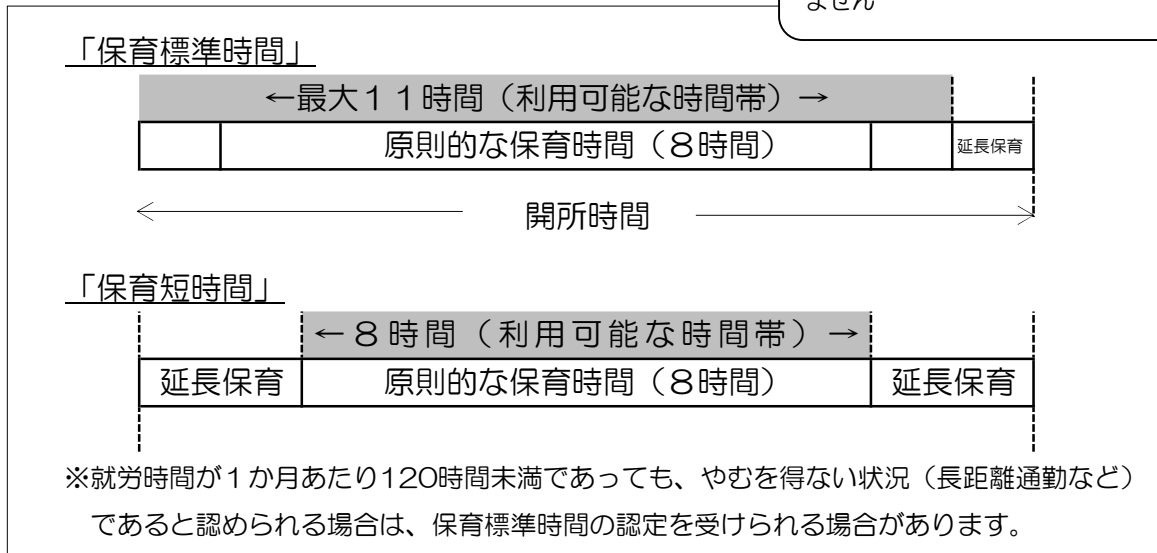 ません
「保育標準時間」
←最大11時間(利用可能な時間帯)→
原則的な保育時間(8時間)
延長保育
開所時間
「保育短時間」
←8時間(利用可能な時間帯)→
延長保育 原則的な保育時間(8時間) 延長保育
※就労時間が1か月あたり120時間未満であっても、やむを得ない状況(長距離通勤など)
であると認められる場合は、保育標準時間の認定を受けられる場合があります。